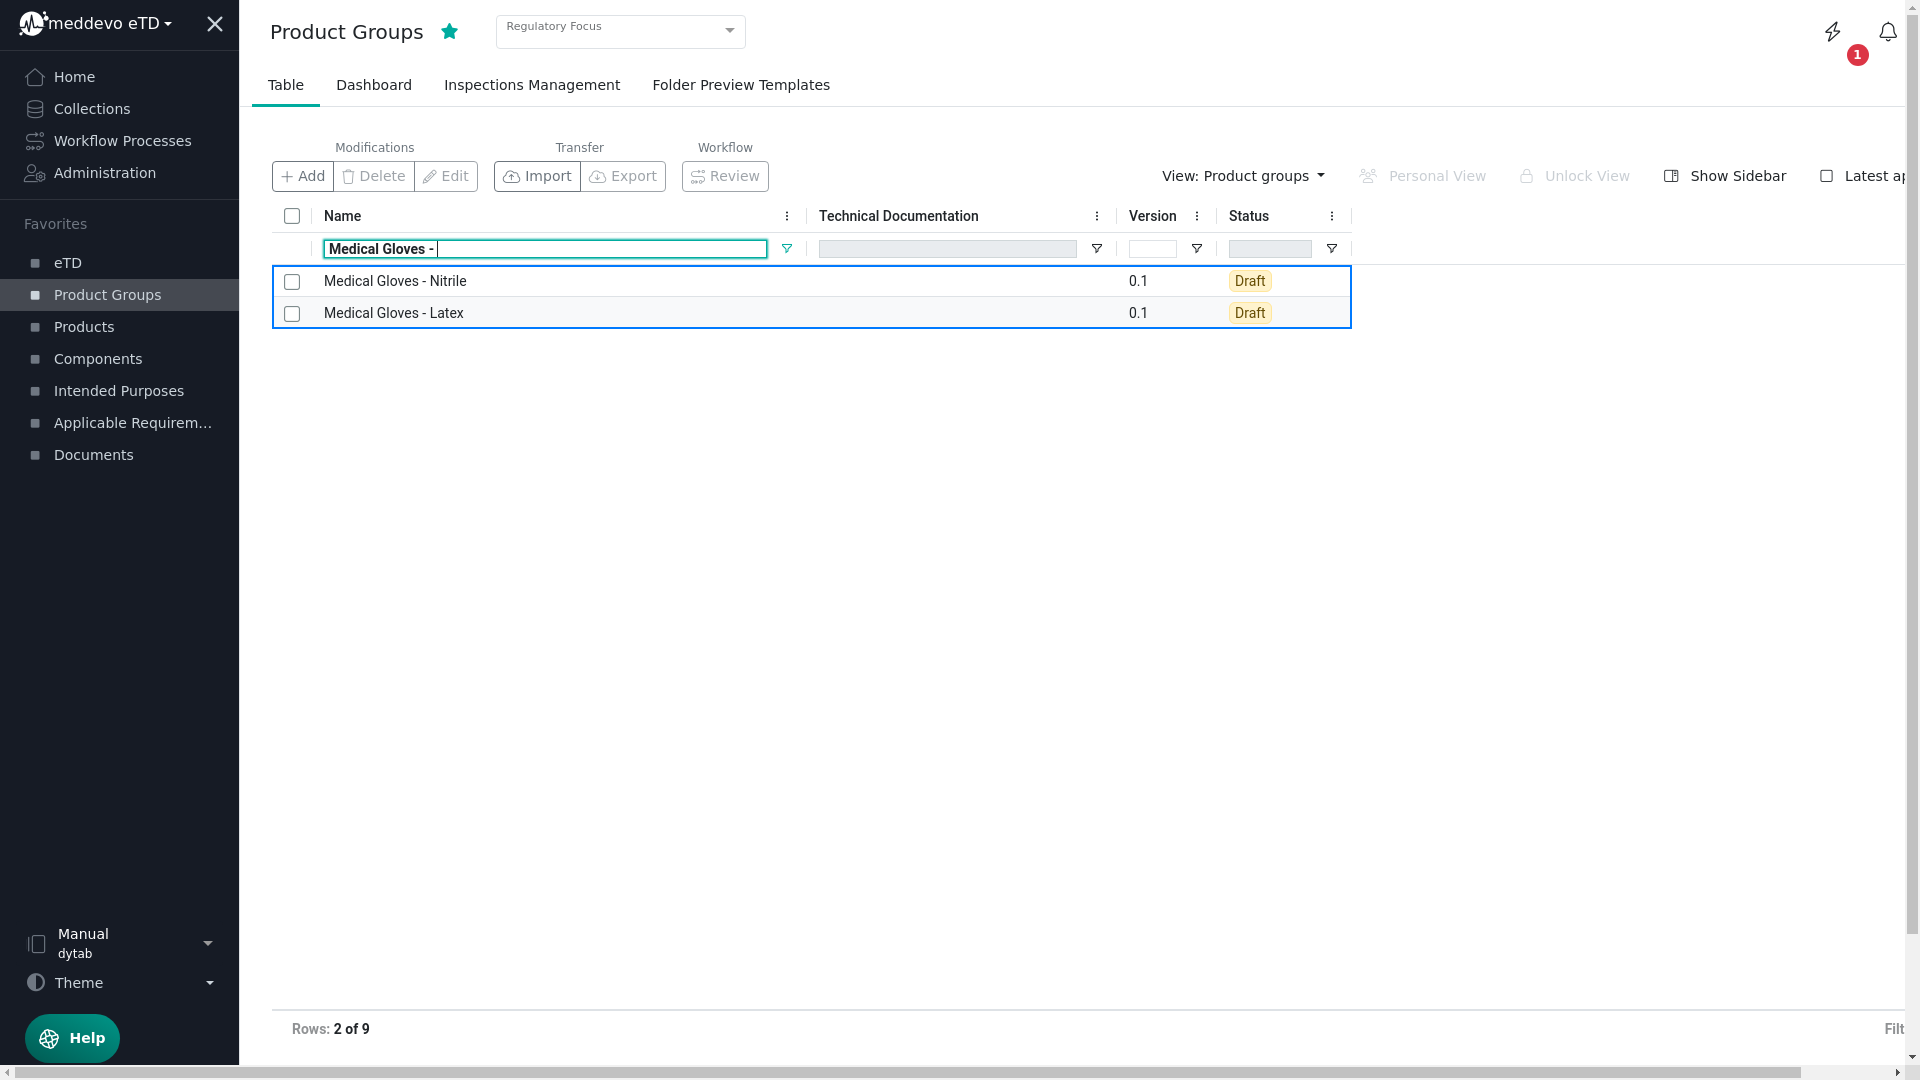 meddevo eTD
Home
Collections
Workflow Processes
Administration
Favorites
eTD
Product Groups
Products
Components
Intended Purposes
Applicable Requirem...
Documents
Manual
dytab
Theme
Help
Product Groups
Regulatory Focus
1
Table
Dashboard
Inspections Management
Folder Preview Templates
Modifications
Transfer
Workflow
+ Add
Delete
Edit
Import
Export
Review
View: Product groups
Personal View
Unlock View
Show Sidebar
Latest ap
Name
Technical Documentation
Version
Status
Medical Gloves -
Medical Gloves - Nitrile
0.1
Draft
Medical Gloves - Latex
0.1
Draft
Rows: 2 of 9
Filt